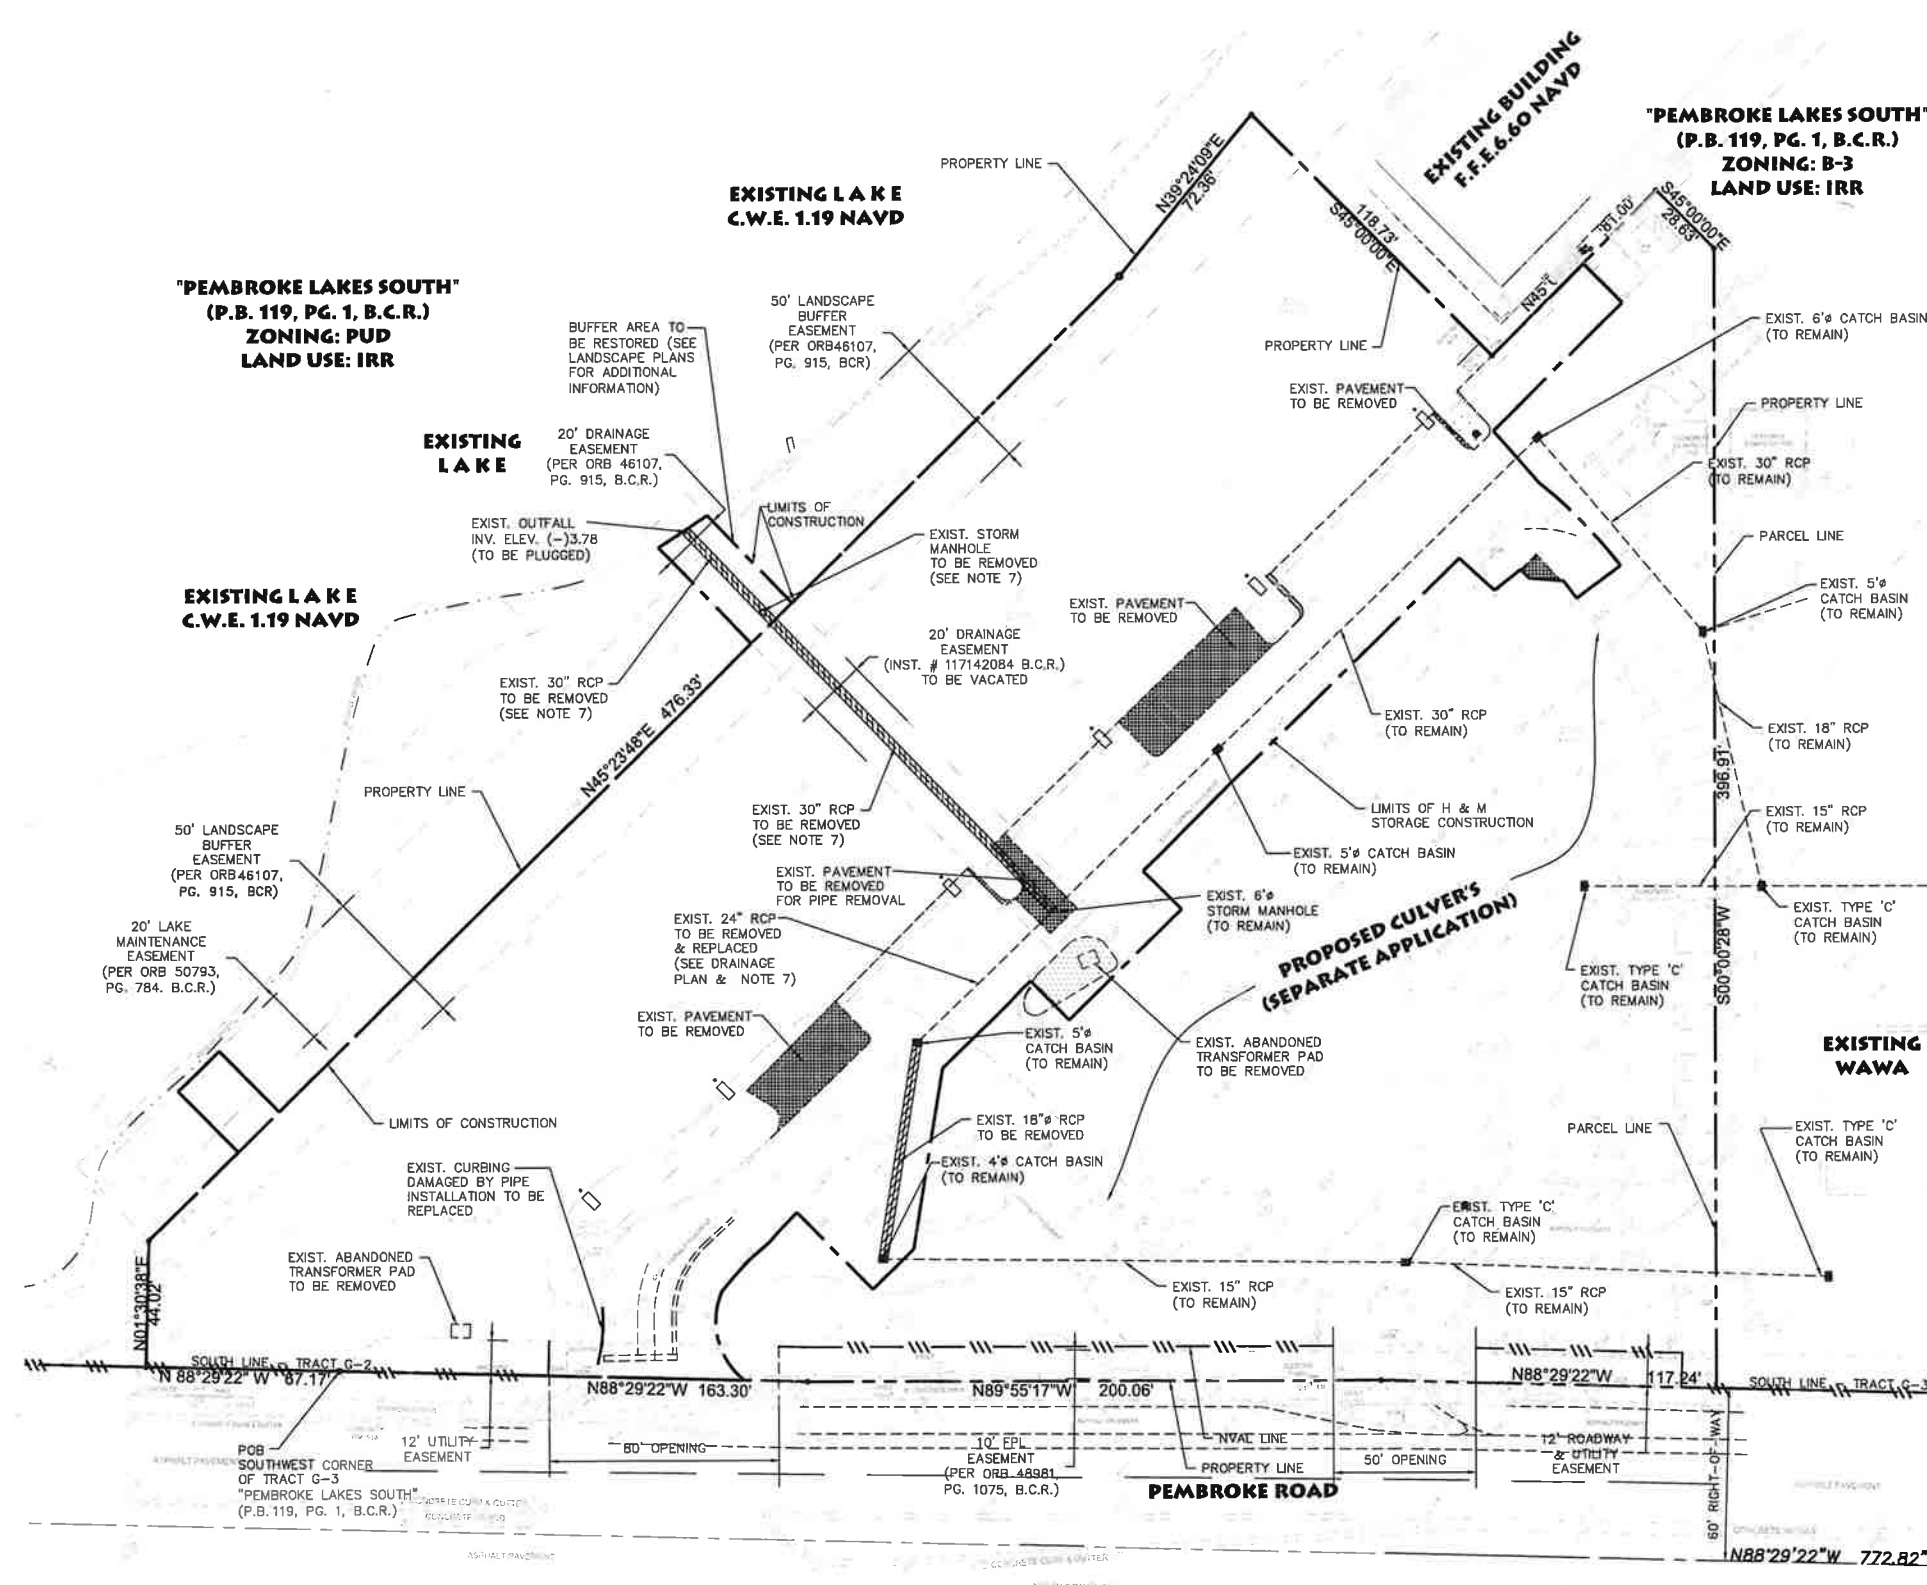 EXISTING BUILDING
F.F.E.6.60 NAVD
"PEMBROKE LAKES SOUTH"
(P.B. 119, PG. 1, B.C.R.)
ZONING: B-3
LAND USE: IRR
PROPERTY LINE
N39°24'09"E
72.36'
118.73'
S45°00'00"E
81.00'
S45°00'00"E
28.63'
EXISTING LAKE
C.W.E. 1.19 NAVD
"PEMBROKE LAKES SOUTH"
(P.B. 119, PG. 1, B.C.R.)
ZONING: PUD
LAND USE: IRR
50' LANDSCAPE
BUFFER
EASEMENT
(PER ORB46107,
PG. 915, BCR)
BUFFER AREA TO
BE RESTORED (SEE
LANDSCAPE PLANS
FOR ADDITIONAL
INFORMATION)
EXIST. 6'ø CATCH BASIN
(TO REMAIN)
PROPERTY LINE
EXIST. PAVEMENT
TO BE REMOVED
PROPERTY LINE
EXISTING
LAKE
20' DRAINAGE
EASEMENT
(PER ORB 46107,
PG. 915, B.C.R.)
EXIST. 30" RCP
(TO REMAIN)
LIMITS OF
CONSTRUCTION
EXIST. OUTFALL
INV. ELEV. (-)3.78
(TO BE PLUGGED)
EXIST. STORM
MANHOLE
TO BE REMOVED
(SEE NOTE 7)
PARCEL LINE
EXISTING LAKE
C.W.E. 1.19 NAVD
EXIST. PAVEMENT
TO BE REMOVED
EXIST. 5'ø
CATCH BASIN
(TO REMAIN)
20' DRAINAGE
EASEMENT
(INST. # 117142084 B.C.R.)
TO BE VACATED
EXIST. 30" RCP
TO BE REMOVED
(SEE NOTE 7)
N45°23'48"E 476.33'
EXIST. 30" RCP
(TO REMAIN)
EXIST. 18" RCP
(TO REMAIN)
396.91'
PROPERTY LINE
EXIST. 30" RCP
TO BE REMOVED
(SEE NOTE 7)
LIMITS OF H & M
STORAGE CONSTRUCTION
EXIST. 15" RCP
(TO REMAIN)
50' LANDSCAPE
BUFFER
EASEMENT
(PER ORB46107,
PG. 915, BCR)
EXIST. 5'ø CATCH BASIN
(TO REMAIN)
EXIST. PAVEMENT
TO BE REMOVED
FOR PIPE REMOVAL
EXIST. 6'ø
STORM MANHOLE
(TO REMAIN)
EXIST. TYPE 'C'
CATCH BASIN
(TO REMAIN)
PROPOSED CULVER'S
(SEPARATE APPLICATION)
S00°00'28"W
EXIST. 24" RCP
TO BE REMOVED
& REPLACED
(SEE DRAINAGE
PLAN & NOTE 7)
20' LAKE
MAINTENANCE
EASEMENT
(PER ORB 50793,
PG. 784. B.C.R.)
EXIST. TYPE 'C'
CATCH BASIN
(TO REMAIN)
EXIST. PAVEMENT
TO BE REMOVED
EXIST. 5'ø
CATCH BASIN
(TO REMAIN)
EXIST. ABANDONED
TRANSFORMER PAD
TO BE REMOVED
EXISTING
WAWA
LIMITS OF CONSTRUCTION
EXIST. 18"ø RCP
TO BE REMOVED
PARCEL LINE
EXIST. TYPE 'C'
CATCH BASIN
(TO REMAIN)
EXIST. 4'ø CATCH BASIN
(TO REMAIN)
EXIST. CURBING
DAMAGED BY PIPE
INSTALLATION TO BE
REPLACED
EXIST. TYPE 'C'
CATCH BASIN
(TO REMAIN)
EXIST. ABANDONED
TRANSFORMER PAD
TO BE REMOVED
EXIST. 15" RCP
(TO REMAIN)
EXIST. 15" RCP
(TO REMAIN)
N01°30'38"E
44.02'
SOUTH LINE TRACT G-2
N 88°29'22" W 67.17'
N88°29'22"W 163.30'
N89°55'17"W 200.06'
N88°29'22"W 117.24'
SOUTH LINE TRACT G-3
POB
SOUTHWEST CORNER
OF TRACT G-3
"PEMBROKE LAKES SOUTH"
(P.B. 119, PG. 1, B.C.R.)
12' UTILITY
EASEMENT
OPENING
10' FPL
EASEMENT
(PER ORB 48981,
PG. 1075, B.C.R.)
NVAL LINE
PROPERTY LINE
50' OPENING
12' ROADWAY
& UTILITY
EASEMENT
60' RIGHT-OF-WAY
PEMBROKE ROAD
ASPHALT PAVEMENT
N88°29'22"W 772.82'